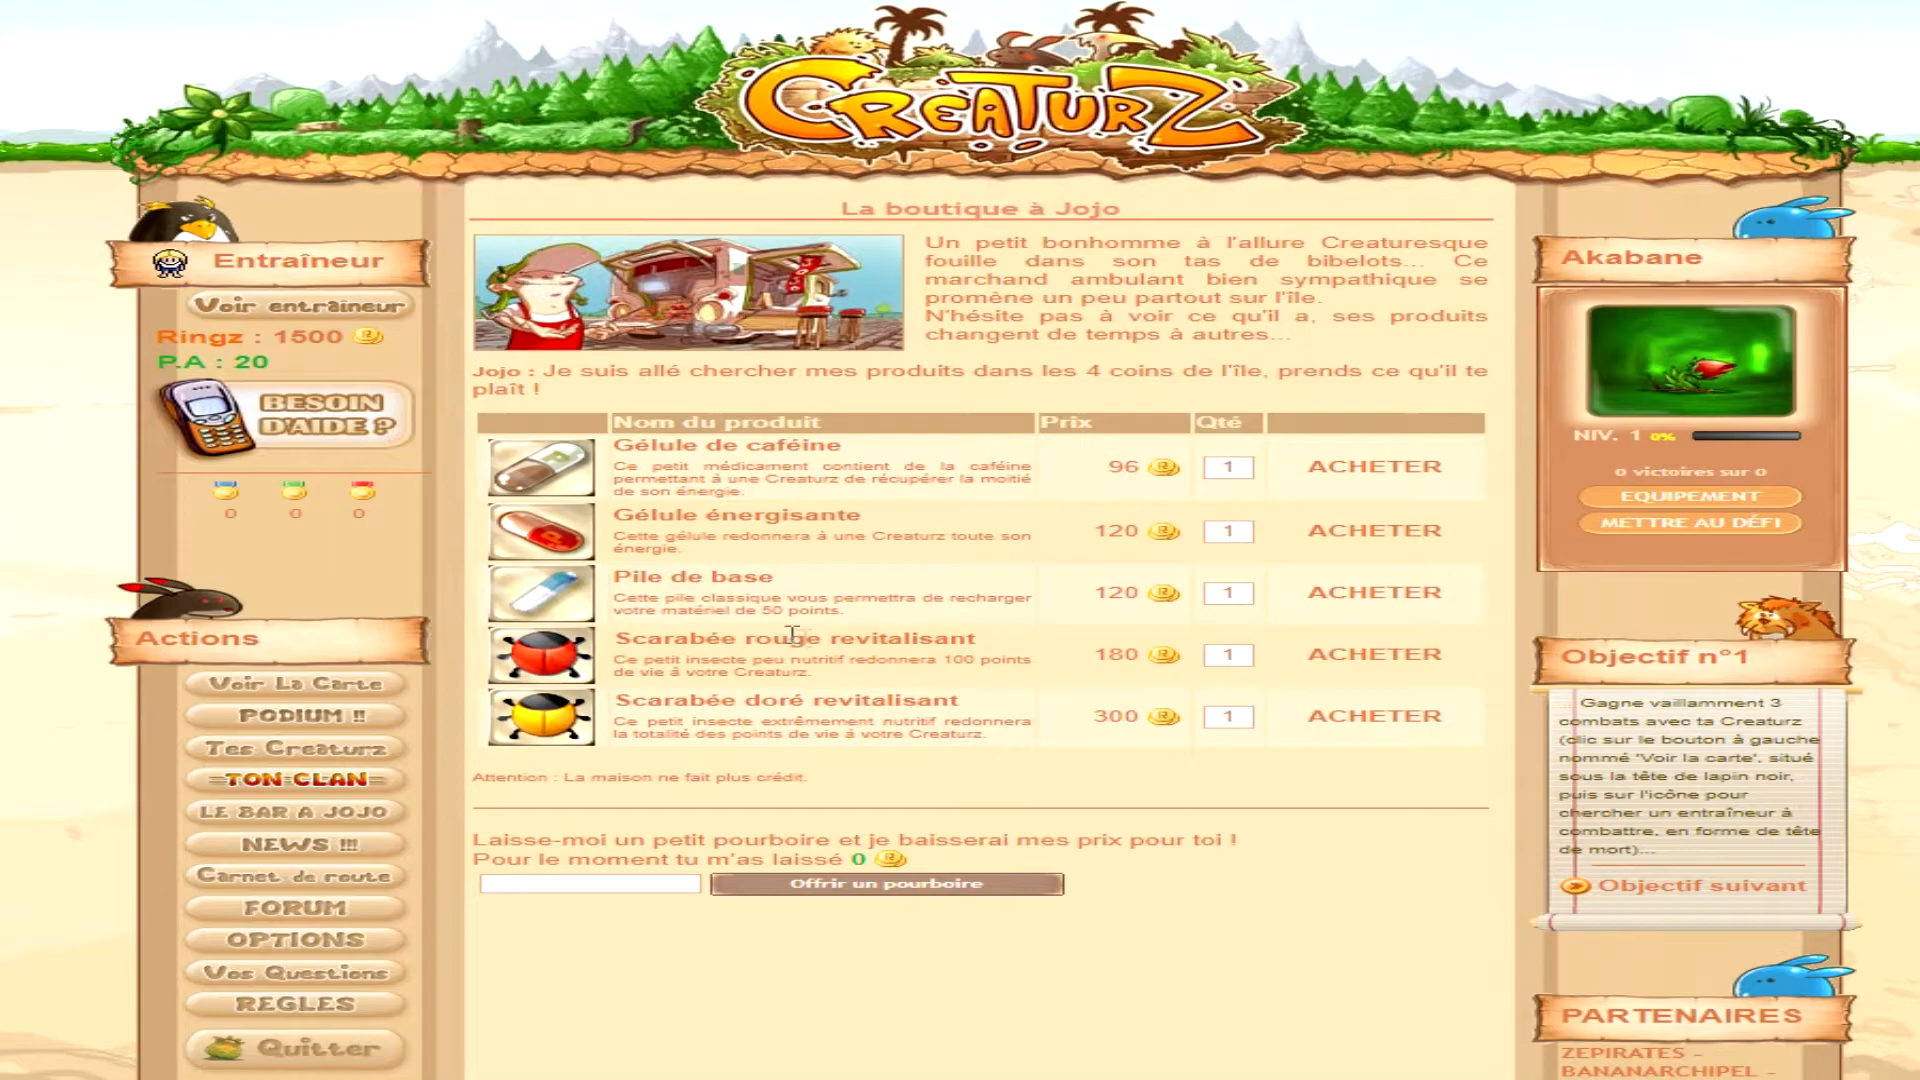 CREATURZ
Entraîneur
Voir entraîneur
Ringz : 1500
P.A : 20
BESOIN
D'AIDE ?
0 0 0
Actions
Voir La Carte
PODIUM !!
Tes Creaturz
=TON-CLAN=
LE BAR A JOJO
NEWS !!!
Carnet de route
FORUM
OPTIONS
Vos Questions
REGLES
Quitter
La boutique à Jojo
Un petit bonhomme à l'allure Creaturesque
fouille dans son tas de bibelots... Ce
marchand ambulant bien sympathique se
promène un peu partout sur l'île.
N'hésite pas à voir ce qu'il a, ses produits
changent de temps à autres...
Jojo : Je suis allé chercher mes produits dans les 4 coins de l'île, prends ce qu'il te
plaît !
Nom du produit Prix Qté
Gélule de caféine
Ce petit médicament contient de la caféine
permettant à une Creaturz de récupérer la moitié
de son énergie.
96 1 ACHETER
Gélule énergisante
Cette gélule redonnera à une Creaturz toute son
énergie.
120 1 ACHETER
Pile de base
Cette pile classique vous permettra de recharger
votre matériel de 50 points.
120 1 ACHETER
Scarabée rouge revitalisant
Ce petit insecte peu nutritif redonnera 100 points
de vie à votre Creaturz.
180 1 ACHETER
Scarabée doré revitalisant
Ce petit insecte extrêmement nutritif redonnera
la totalité des points de vie à votre Creaturz.
300 1 ACHETER
Attention : La maison ne fait plus crédit.
Laisse-moi un petit pourboire et je baisserai mes prix pour toi !
Pour le moment tu m'as laissé 0
Offrir un pourboire
Akabane
NIV. 1 0%
0 victoires sur 0
EQUIPEMENT
METTRE AU DÉFI
Objectif n°1
... Gagne vaillamment 3
combats avec ta Creaturz
(clic sur le bouton à gauche
nommé 'Voir la carte', situé
sous la tête de lapin noir,
puis sur l'icône pour
chercher un entraîneur à
combattre, en forme de tête
de mort)...
Objectif suivant
PARTENAIRES
ZEPIRATES -
BANANARCHIPEL -